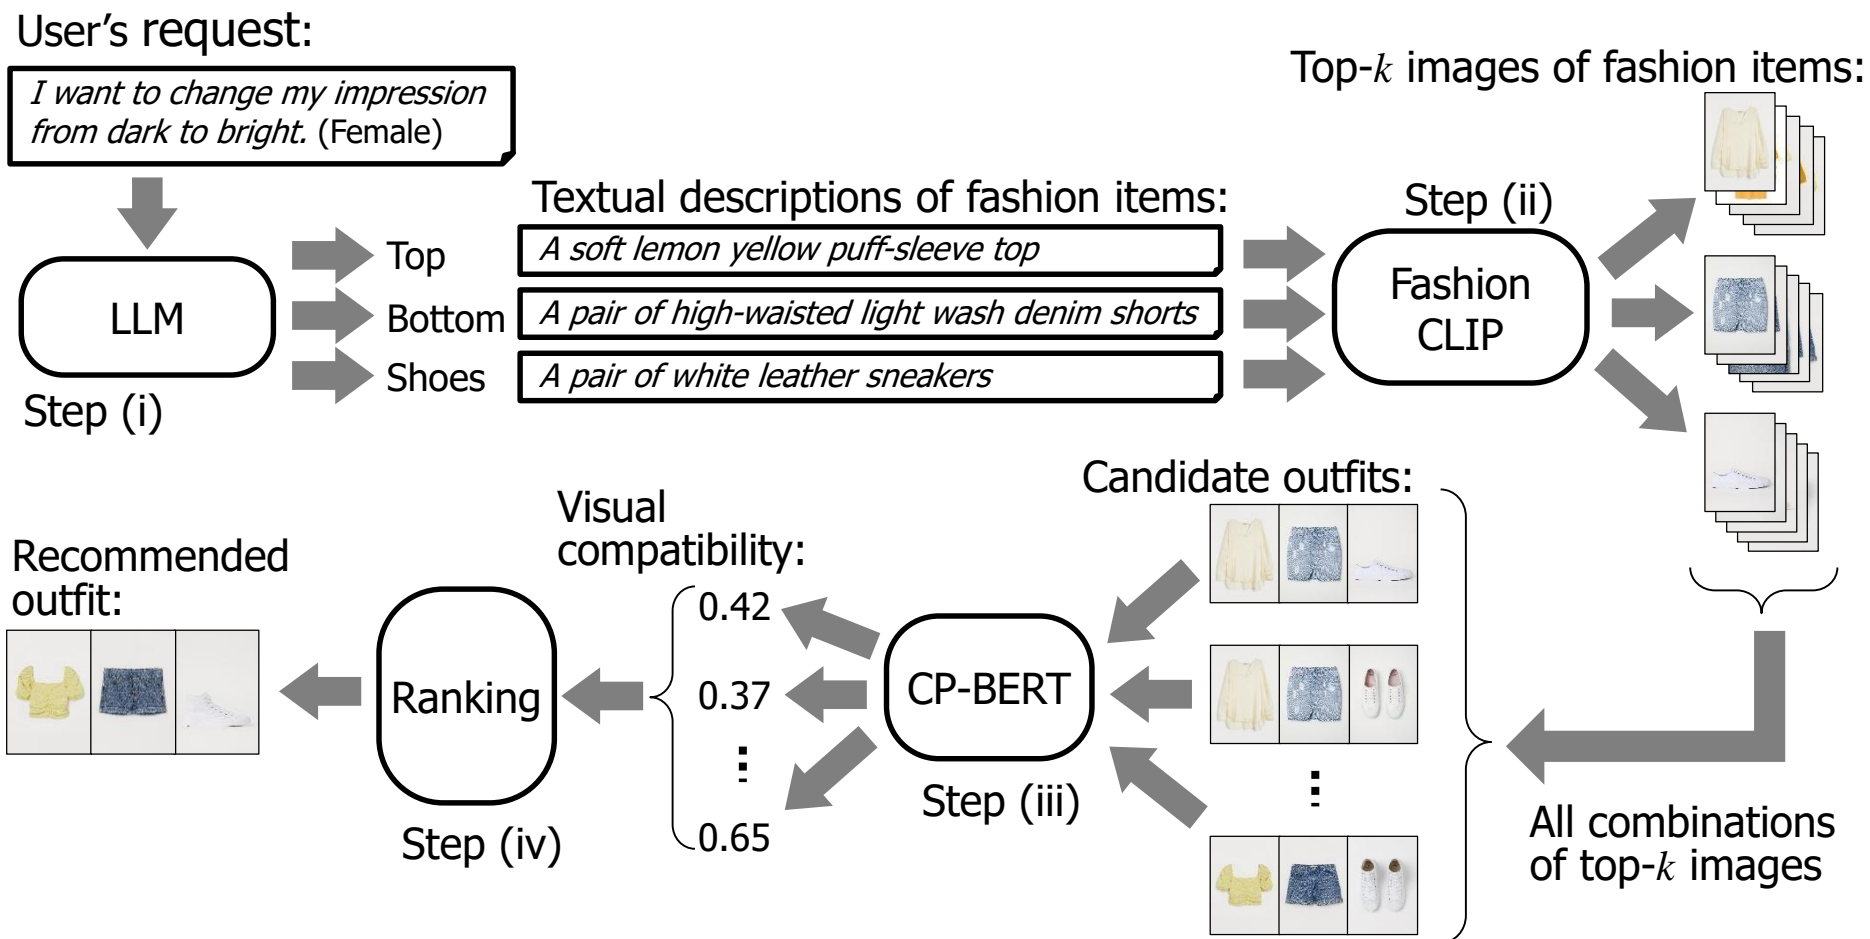 User's request:
I want to change my impression
from dark to bright. (Female)
LLM
Step (i)
Top
Bottom
Shoes
Textual descriptions of fashion items:
A soft lemon yellow puff-sleeve top
A pair of high-waisted light wash denim shorts
A pair of white leather sneakers
Step (ii)
Fashion
CLIP
Top-k images of fashion items:
All combinations
of top-k images
Candidate outfits:
CP-BERT
Step (iii)
Visual
compatibility:
0.42
0.37
⋮
0.65
Ranking
Step (iv)
Recommended
outfit: